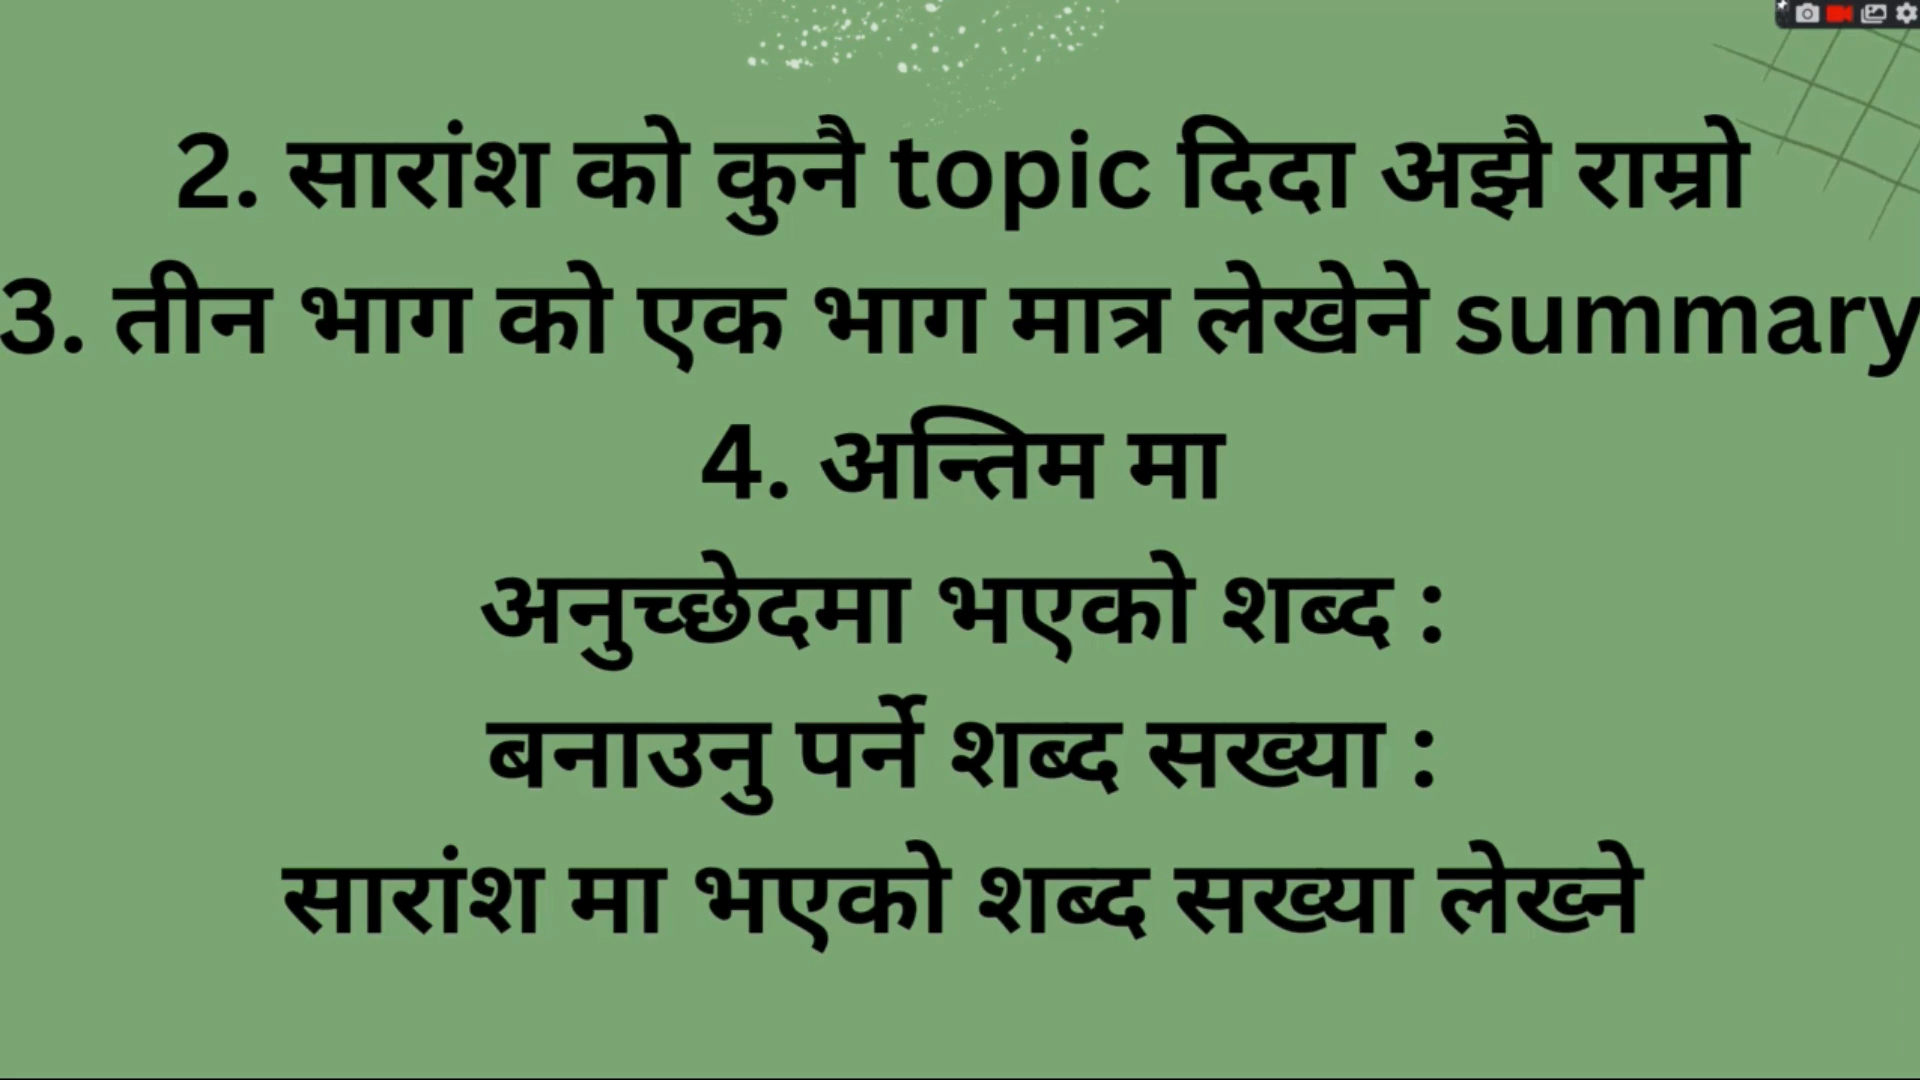 2. सारांश को कुनै topic दिदा अझै राम्रो
3. तीन भाग को एक भाग मात्र लेखेने summary
4. अन्तिम मा
अनुच्छेदमा भएको शब्द :
बनाउनु पर्ने शब्द सख्या :
सारांश मा भएको शब्द सख्या लेख्ने